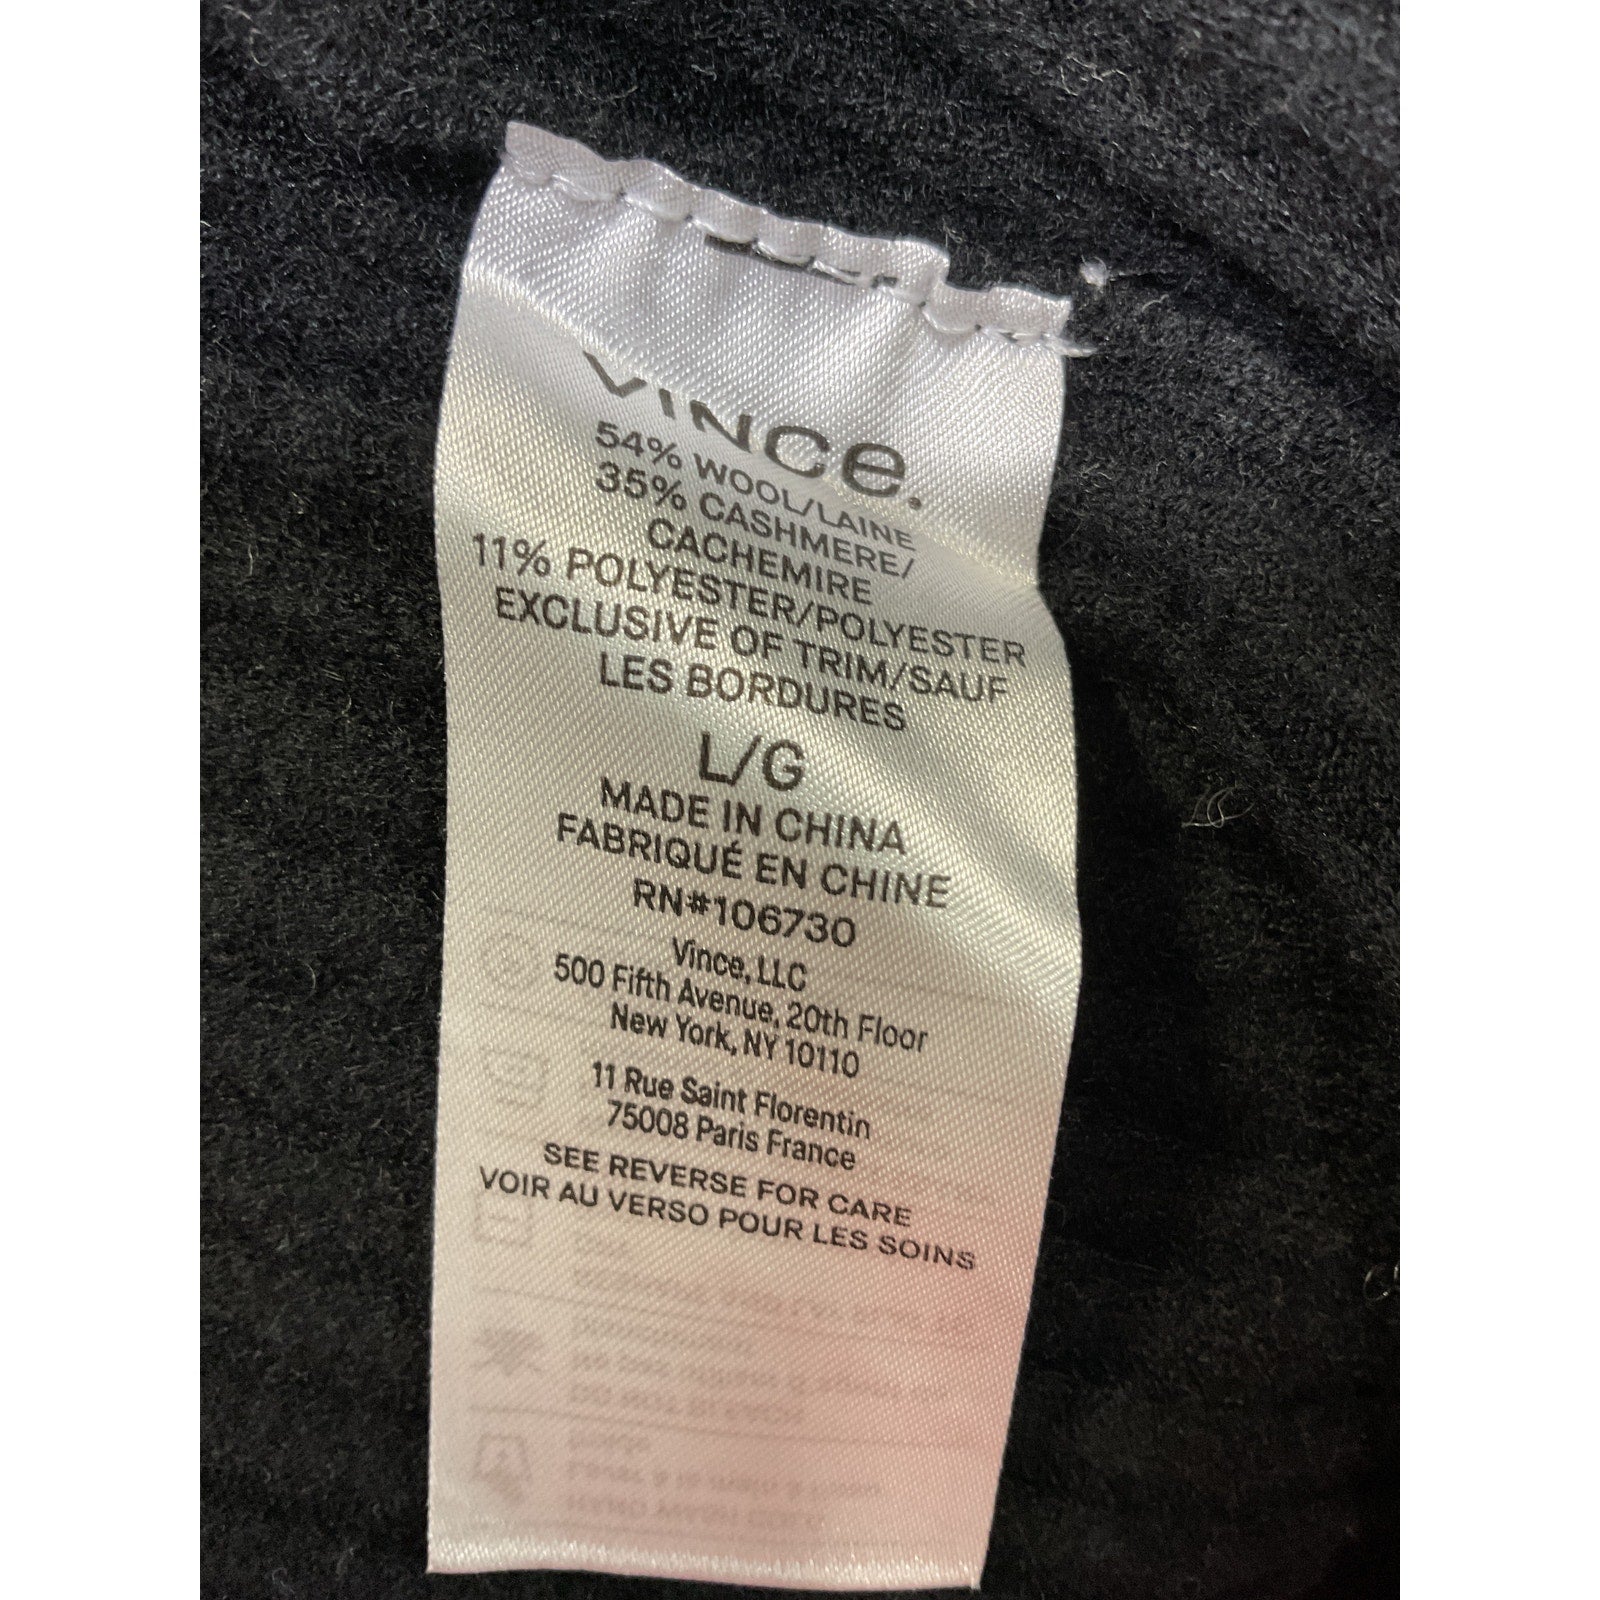 VINCe.
54% WOOL/LAINE
35% CASHMERE/
CACHEMIRE
11% POLYESTER/POLYESTER
EXCLUSIVE OF TRIM/SAUF
LES BORDURES
L/G
MADE IN CHINA
FABRIQUÉ EN CHINE
RN#106730
Vince, LLC
500 Fifth Avenue, 20th Floor
New York, NY 10110
11 Rue Saint Florentin
75008 Paris France
SEE REVERSE FOR CARE
VOIR AU VERSO POUR LES SOINS